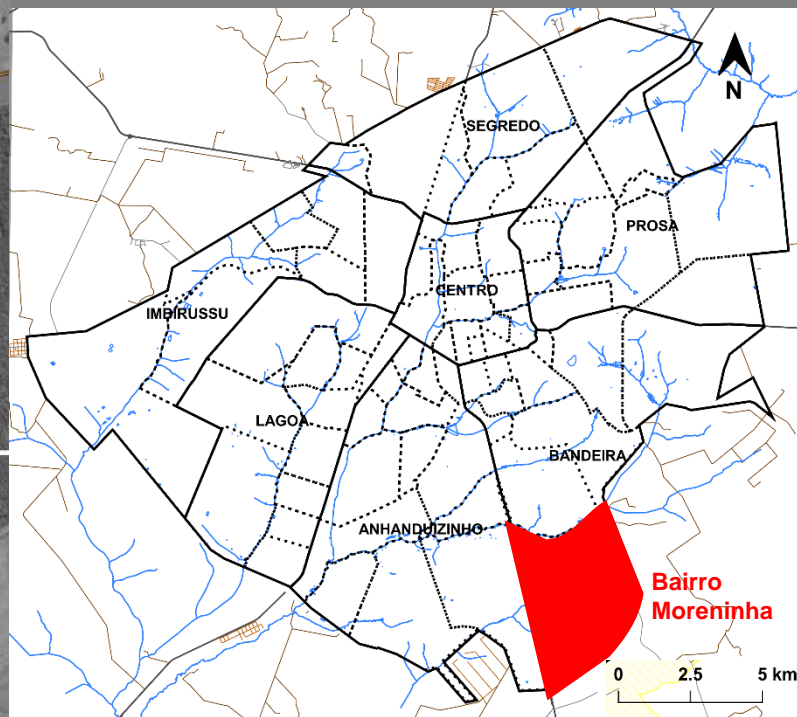 N
SEGREDO
PROSA
CENTRO
IMBIRUSSU
LAGOA
BANDEIRA
ANHANDUIZINHO
Bairro
Moreninha
0 2.5 5 km